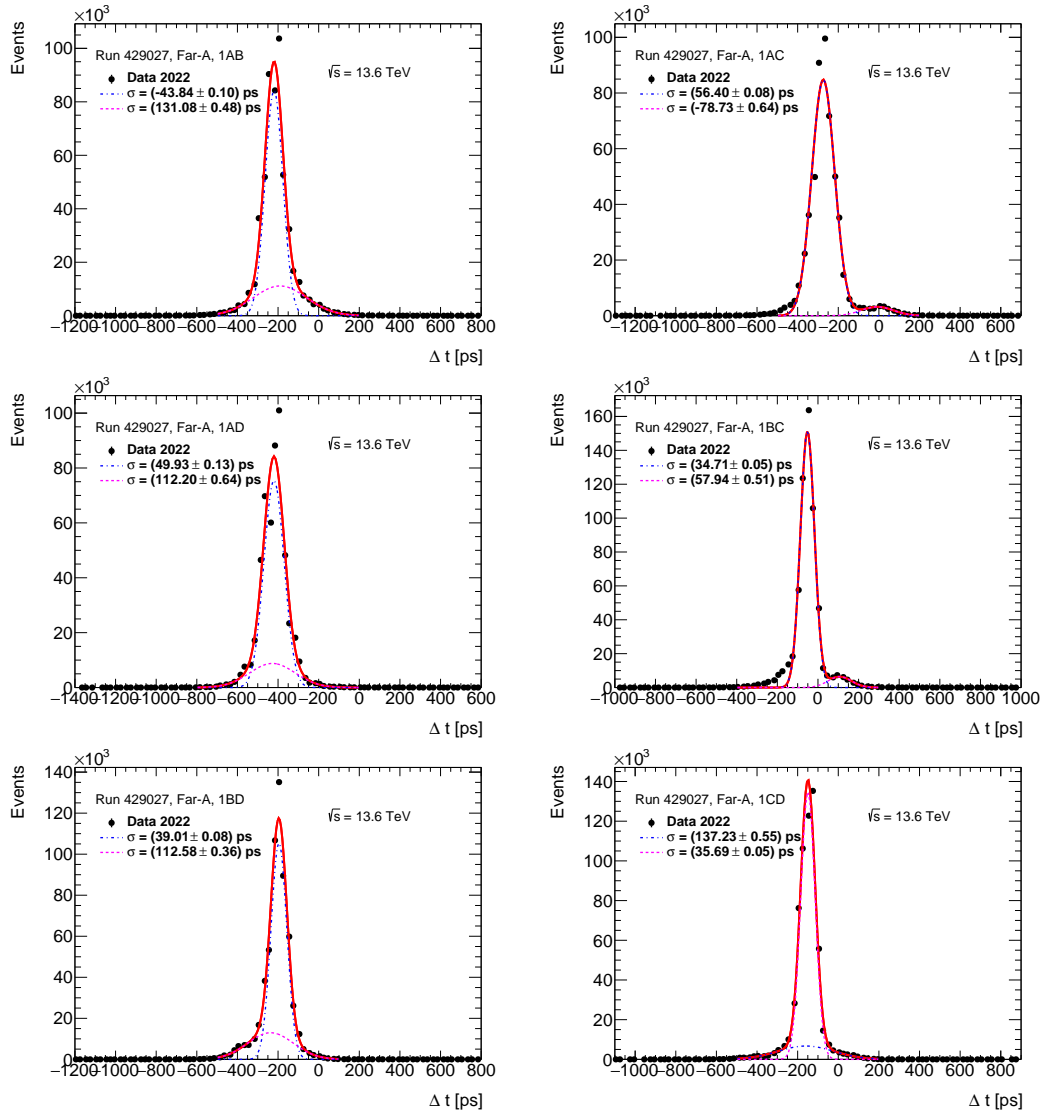 ×10³
Events
Run 429027, Far-A, 1AB
√s = 13.6 TeV
Data 2022
σ = (-43.84 ± 0.10) ps
σ = (131.08 ± 0.48) ps
100
80
60
40
20
0
−1200 −1000 −800 −600 −400 −200 0 200 400 600 800
Δ t [ps]
×10³
Events
Run 429027, Far-A, 1AC
√s = 13.6 TeV
Data 2022
σ = (56.40 ± 0.08) ps
σ = (-78.73 ± 0.64) ps
100
80
60
40
20
0
−1200 −1000 −800 −600 −400 −200 0 200 400 600
Δ t [ps]
×10³
Events
Run 429027, Far-A, 1AD
√s = 13.6 TeV
Data 2022
σ = (49.93 ± 0.13) ps
σ = (112.20 ± 0.64) ps
100
80
60
40
20
0
−1400 −1200 −1000 −800 −600 −400 −200 0 200 400 600 800
Δ t [ps]
×10³
Events
Run 429027, Far-A, 1BC
√s = 13.6 TeV
Data 2022
σ = (34.71 ± 0.05) ps
σ = (57.94 ± 0.51) ps
160
140
120
100
80
60
40
20
0
−1000 −800 −600 −400 −200 0 200 400 600 800 1000
Δ t [ps]
×10³
Events
Run 429027, Far-A, 1BD
√s = 13.6 TeV
Data 2022
σ = (39.01 ± 0.08) ps
σ = (112.58 ± 0.36) ps
140
120
100
80
60
40
20
0
−1200 −1000 −800 −600 −400 −200 0 200 400 600 800
Δ t [ps]
×10³
Events
Run 429027, Far-A, 1CD
√s = 13.6 TeV
Data 2022
σ = (137.23 ± 0.55) ps
σ = (35.69 ± 0.05) ps
140
120
100
80
60
40
20
0
−1000 −800 −600 −400 −200 0 200 400 600 800
Δ t [ps]